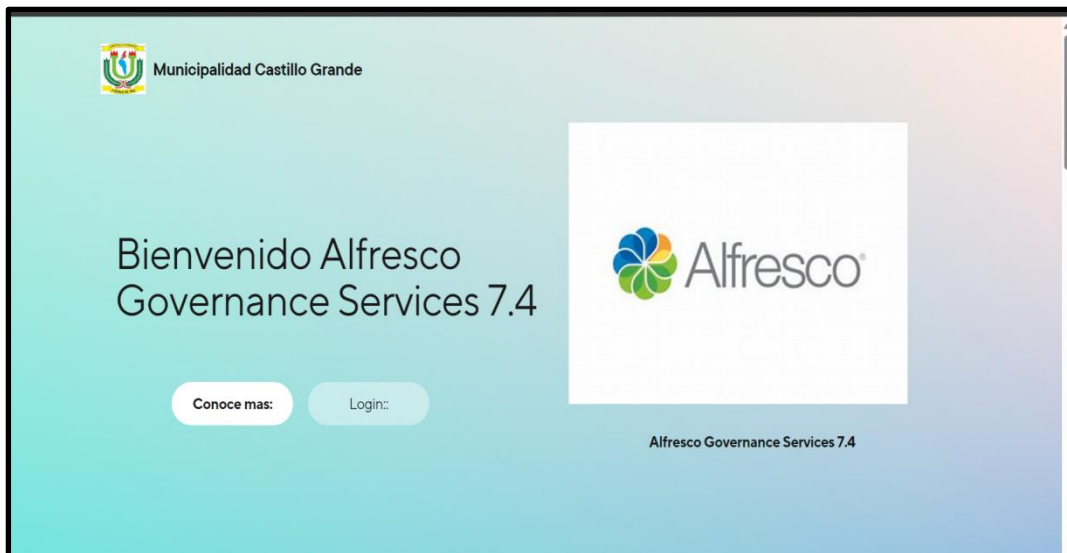 Municipalidad Castillo Grande
Bienvenido Alfresco
Governance Services 7.4
Conoce mas:
Login::
Alfresco®
Alfresco Governance Services 7.4